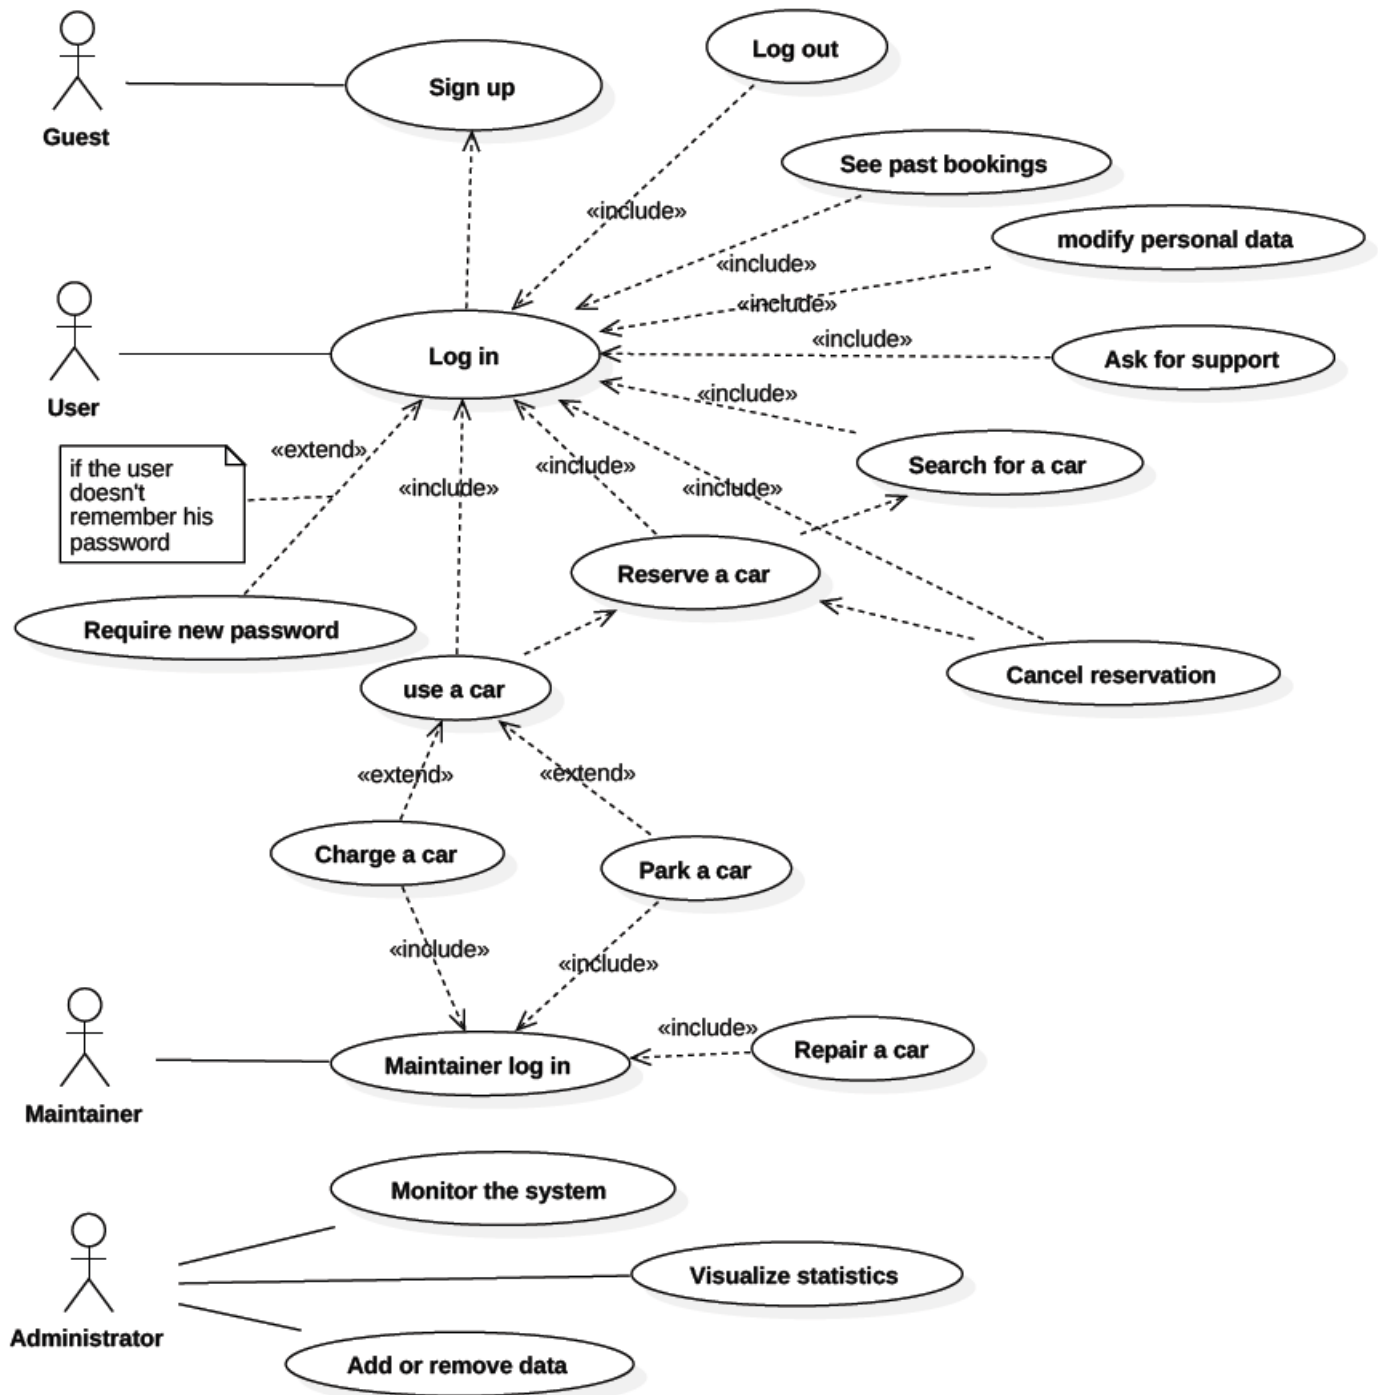 Log out
Sign up
Guest
See past bookings
«include»
modify personal data
«include»
«include»
«include»
Log in
Ask for support
User
«include»
«extend»
if the user
doesn't
remember his
password
«include»
«include»
«include»
Search for a car
Reserve a car
Require new password
use a car
Cancel reservation
«extend»
«extend»
Charge a car
Park a car
«include»
«include»
«include»
Maintainer log in
Repair a car
Maintainer
Monitor the system
Visualize statistics
Administrator
Add or remove data